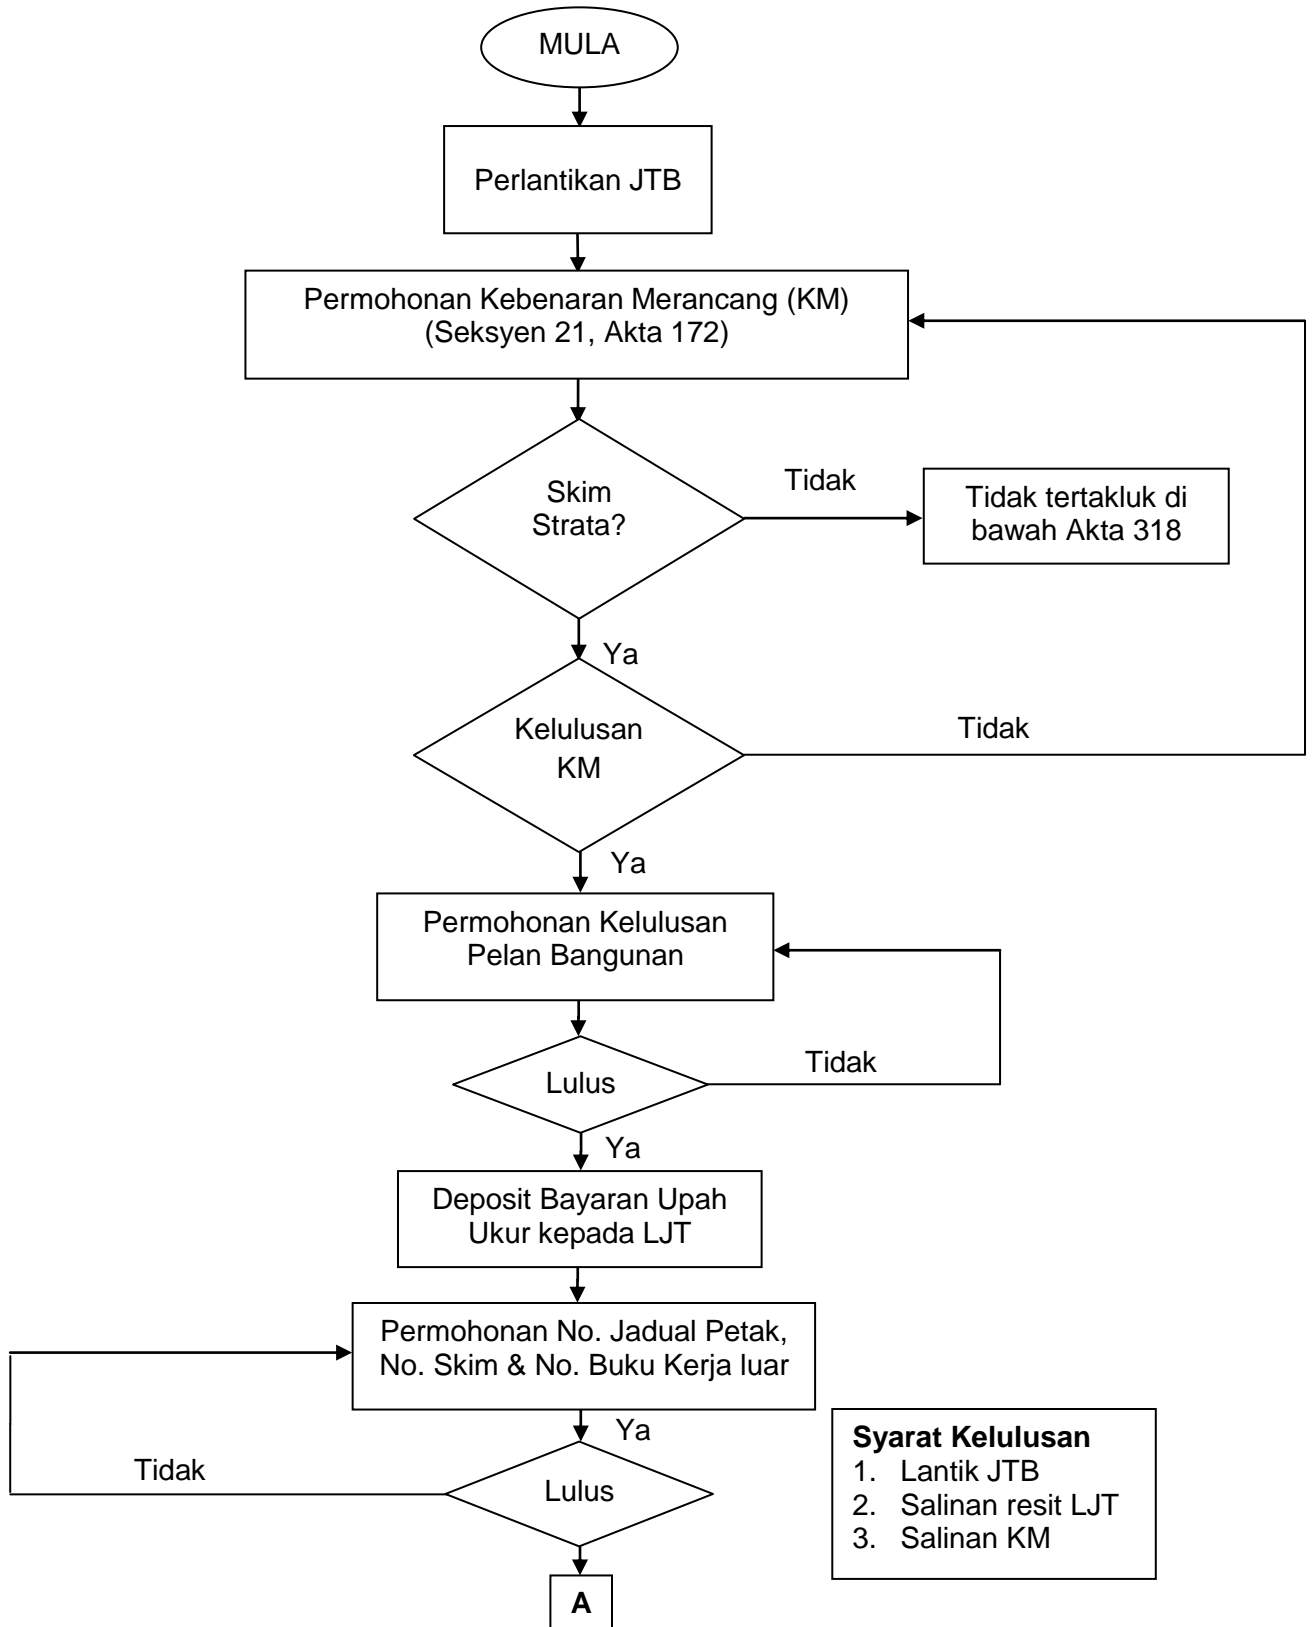 MULA
Perlantikan JTB
Permohonan Kebenaran Merancang (KM)
(Seksyen 21, Akta 172)
Skim
Strata?
Tidak
Tidak tertakluk di
bawah Akta 318
Ya
Kelulusan
KM
Tidak
Ya
Permohonan Kelulusan
Pelan Bangunan
Lulus
Tidak
Ya
Deposit Bayaran Upah
Ukur kepada LJT
Permohonan No. Jadual Petak,
No. Skim & No. Buku Kerja luar
Ya
Lulus
Tidak
Syarat Kelulusan
1. Lantik JTB
2. Salinan resit LJT
3. Salinan KM
A